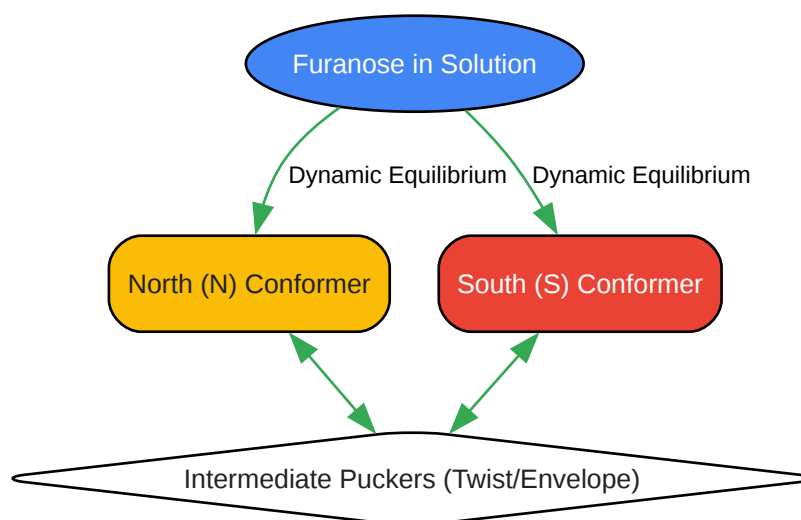 Furanose in Solution
Dynamic Equilibrium
Dynamic Equilibrium
North (N) Conformer
South (S) Conformer
Intermediate Puckers (Twist/Envelope)